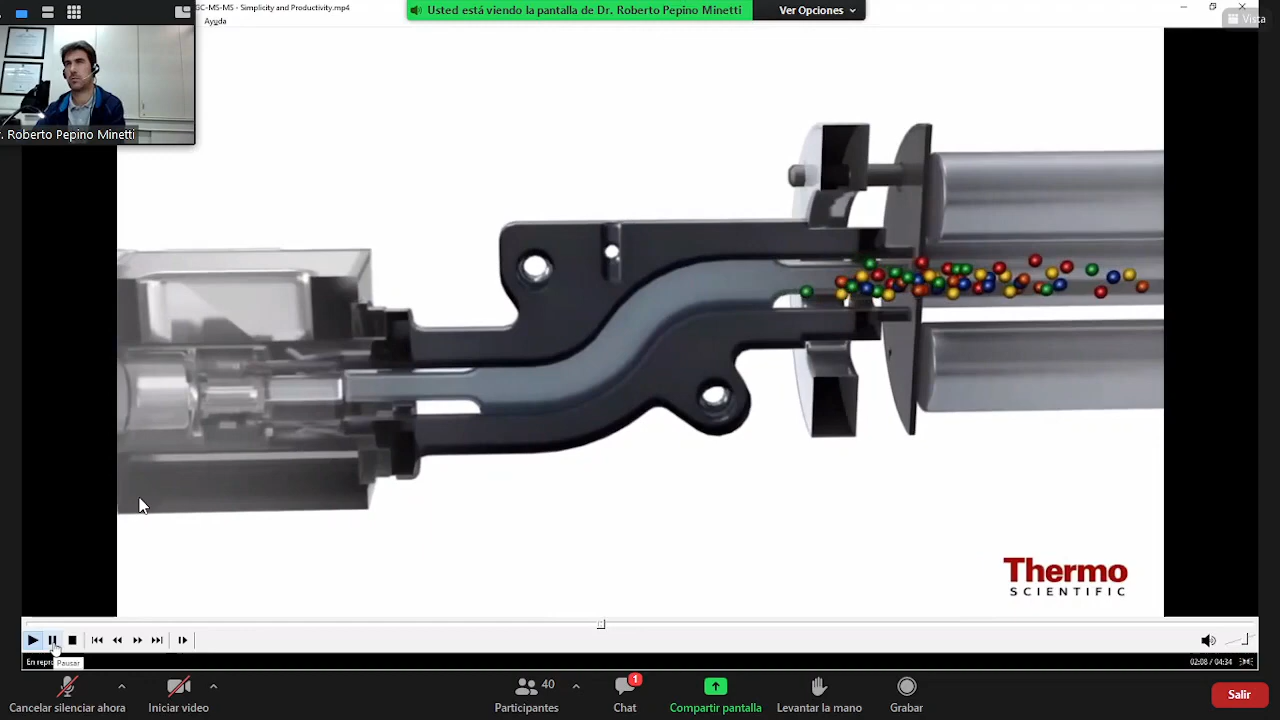 GC-MS-MS - Simplicity and Productivity.mp4
Usted está viendo la pantalla de Dr. Roberto Pepino Minetti
Ver Opciones
Ayuda
Vista
. Roberto Pepino Minetti
Thermo
SCIENTIFIC
En repro
Pausar
02:08 / 04:34
Cancelar silenciar ahora
Iniciar video
40
Participantes
1
Chat
Compartir pantalla
Levantar la mano
Grabar
Salir